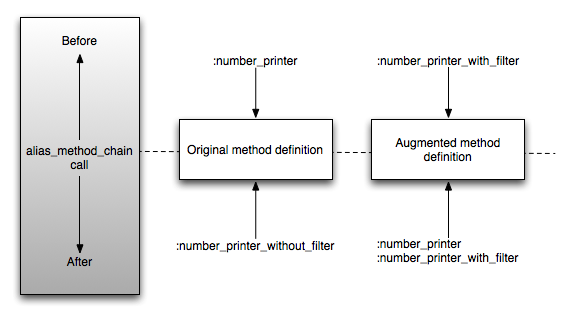 Before
alias_method_chain
call
After
:number_printer
Original method definition
:number_printer_without_filter
:number_printer_with_filter
Augmented method
definition
:number_printer
:number_printer_with_filter